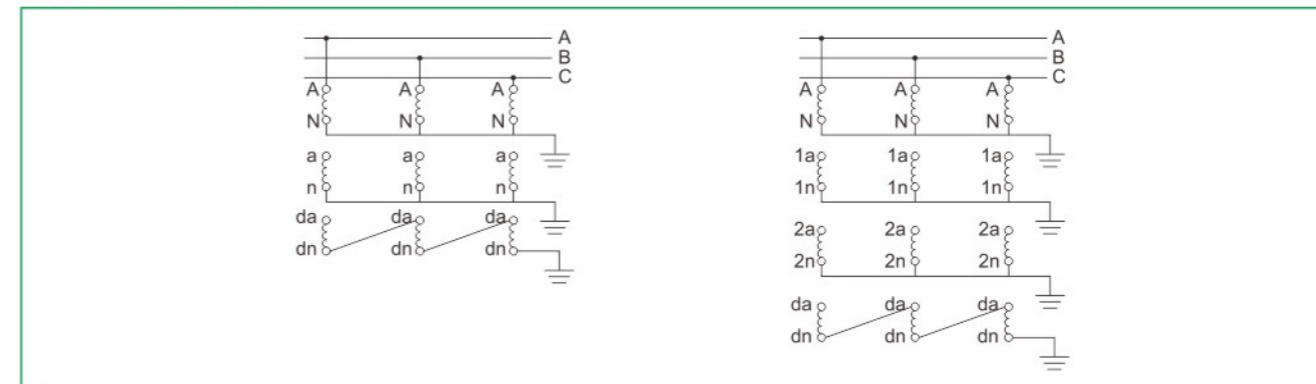 A
B
C
A A A
N N N
a a a
n n n
da da da
dn dn dn
A
B
C
A A A
N N N
1a 1a 1a
1n 1n 1n
2a 2a 2a
2n 2n 2n
da da da
dn dn dn